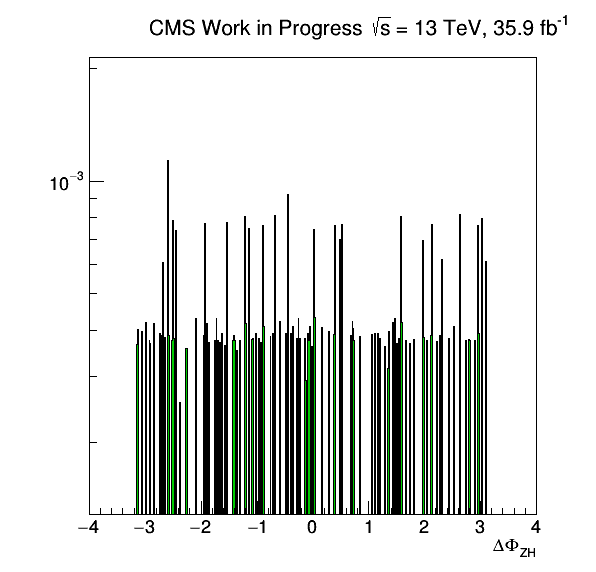 CMS Work in Progress √s = 13 TeV, 35.9 fb⁻¹
10⁻³
−4 −3 −2 −1 0 1 2 3 4
ΔΦ_ZH